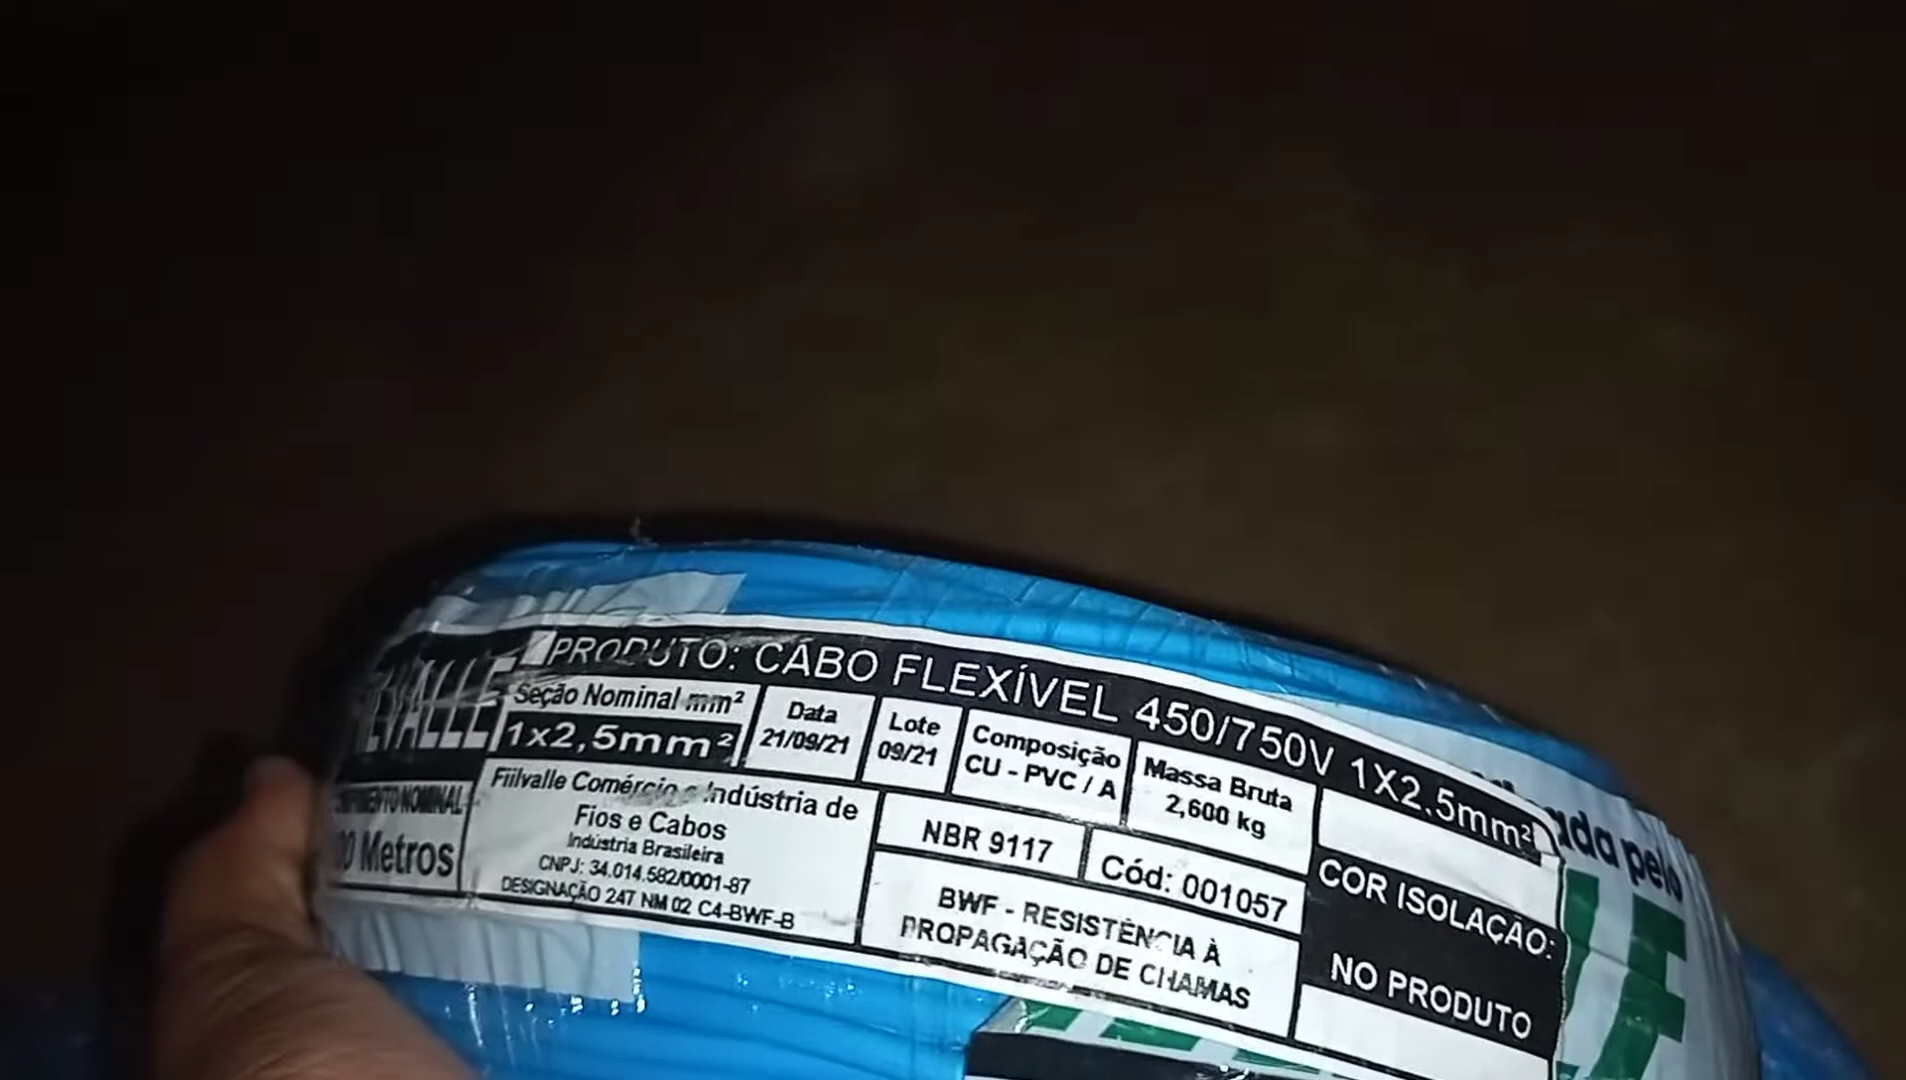 PRODUTO: CABO FLEXÍVEL 450/750V 1X2,5mm²
Seção Nominal mm²
1x2,5mm²
Data
21/09/21
Lote
09/21
Composição
CU - PVC / A
Massa Bruta
2,600 kg
Metros
Fiilvalle Comércio e Indústria de
Fios e Cabos
Indústria Brasileira
CNPJ: 34.014.582/0001-87
DESIGNAÇÃO 247 NM 02 C4-BWF-B
NBR 9117
Cód: 001057
BWF - RESISTÊNCIA À
PROPAGAÇÃO DE CHAMAS
COR ISOLAÇÃO:
NO PRODUTO
pelo